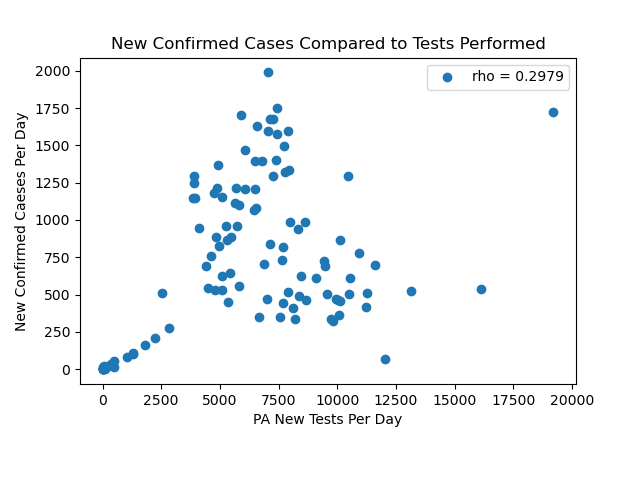 New Confirmed Cases Compared to Tests Performed
rho = 0.2979
2000
1750
1500
1250
1000
750
500
250
0
New Confirmed Caeses Per Day
0 2500 5000 7500 10000 12500 15000 17500 20000
PA New Tests Per Day